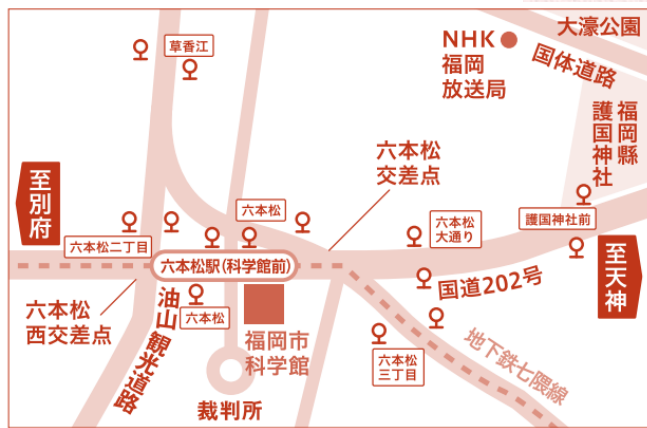 大濠公園
草香江
NHK
福岡
放送局
国体道路
福岡縣
護国神社
六本松
交差点
至別府
六本松
六本松
大通り
護国神社前
六本松二丁目
六本松駅(科学館前)
至天神
国道202号
六本松
西交差点
油山観光道路
六本松
福岡市
科学館
六本松
三丁目
地下鉄七隈線
裁判所